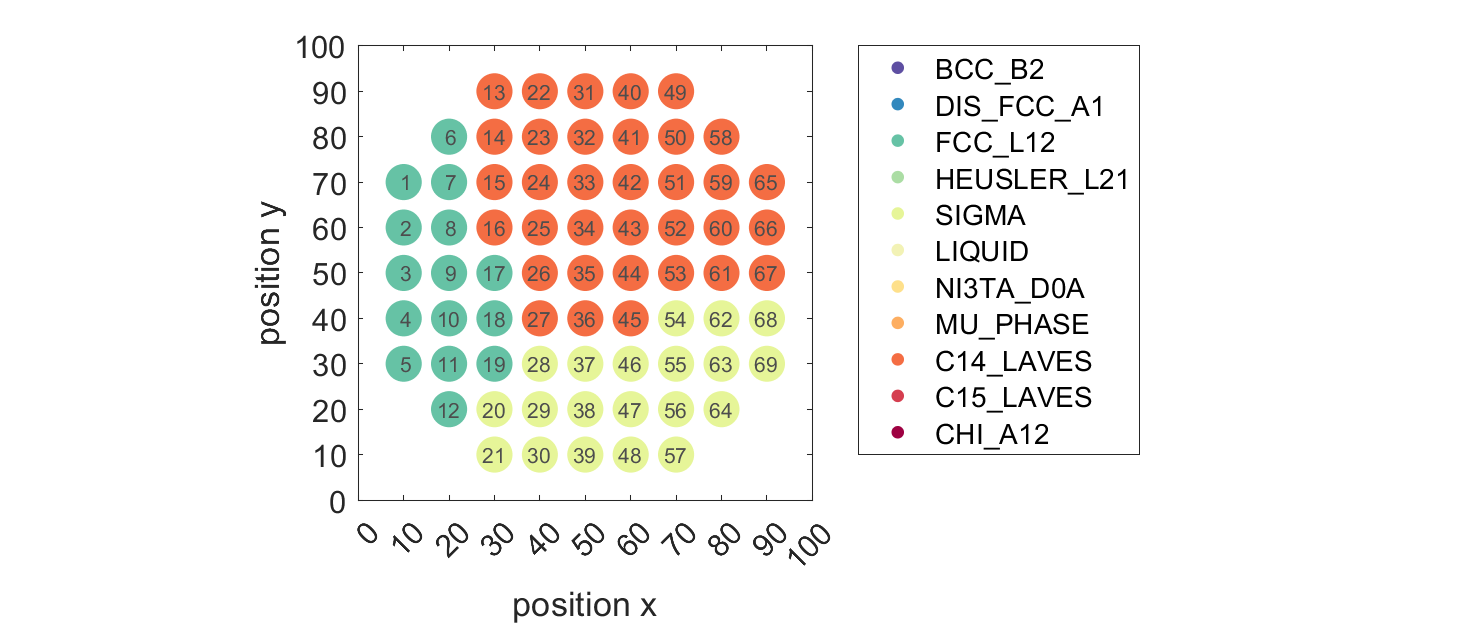 100
90 13 22 31 40 49
80 6 14 23 32 41 50 58
70 1 7 15 24 33 42 51 59 65
60 2 8 16 25 34 43 52 60 66
50 3 9 17 26 35 44 53 61 67
40 4 10 18 27 36 45 54 62 68
30 5 11 19 28 37 46 55 63 69
20 12 20 29 38 47 56 64
10 21 30 39 48 57
0
position y
0 10 20 30 40 50 60 70 80 90 100
position x
BCC_B2
DIS_FCC_A1
FCC_L12
HEUSLER_L21
SIGMA
LIQUID
NI3TA_D0A
MU_PHASE
C14_LAVES
C15_LAVES
CHI_A12